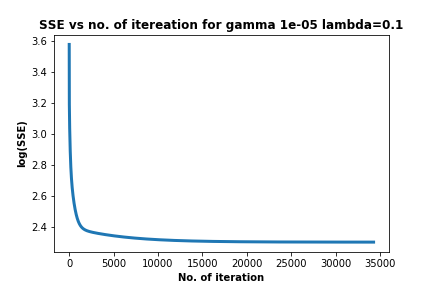 SSE vs no. of itereation for gamma 1e-05 lambda=0.1
3.6
3.4
3.2
3.0
2.8
2.6
2.4
log(SSE)
0 5000 10000 15000 20000 25000 30000 35000
No. of iteration